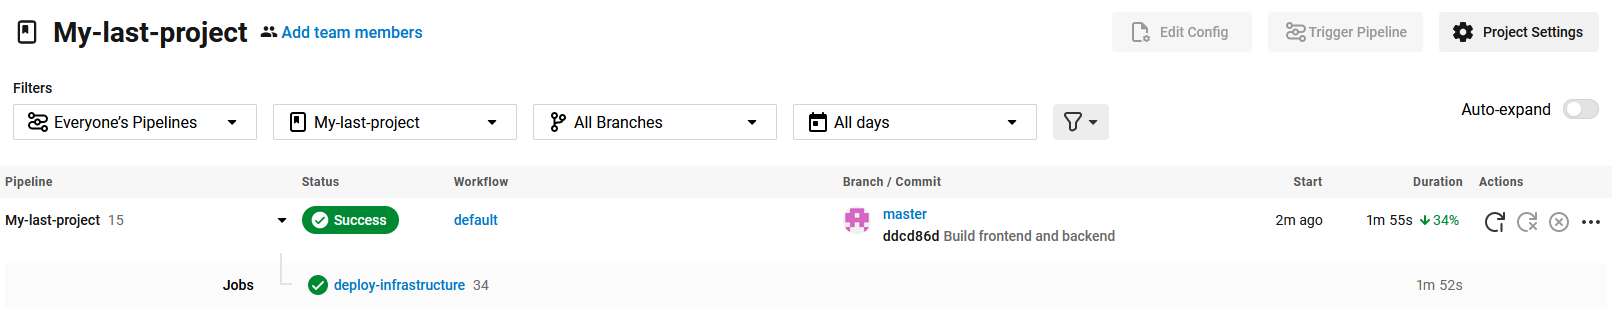 My-last-project Add team members Edit Config Trigger Pipeline Project Settings
Filters
Everyone’s Pipelines My-last-project All Branches All days Auto-expand
Pipeline Status Workflow Branch / Commit Start Duration Actions
My-last-project 15 Success default master 2m ago 1m 55s 34%
ddcd86d Build frontend and backend
Jobs deploy-infrastructure 34 1m 52s